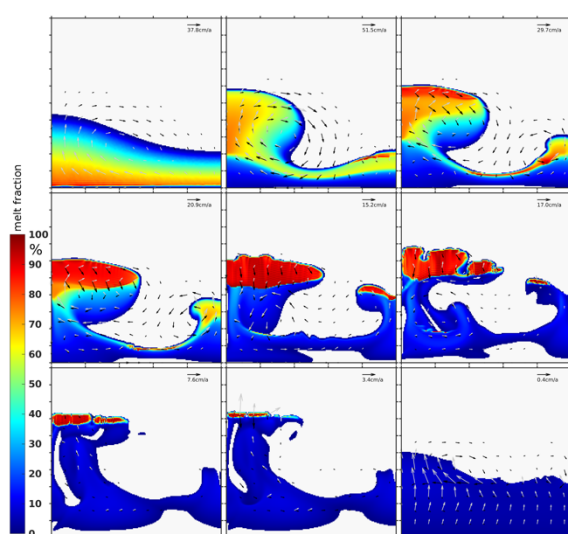 37.8cm/a
51.5cm/a
29.7cm/a
melt fraction
%
100
90
80
70
60
50
40
30
20
10
0
20.9cm/a
15.2cm/a
17.0cm/a
7.6cm/a
3.4cm/a
0.4cm/a